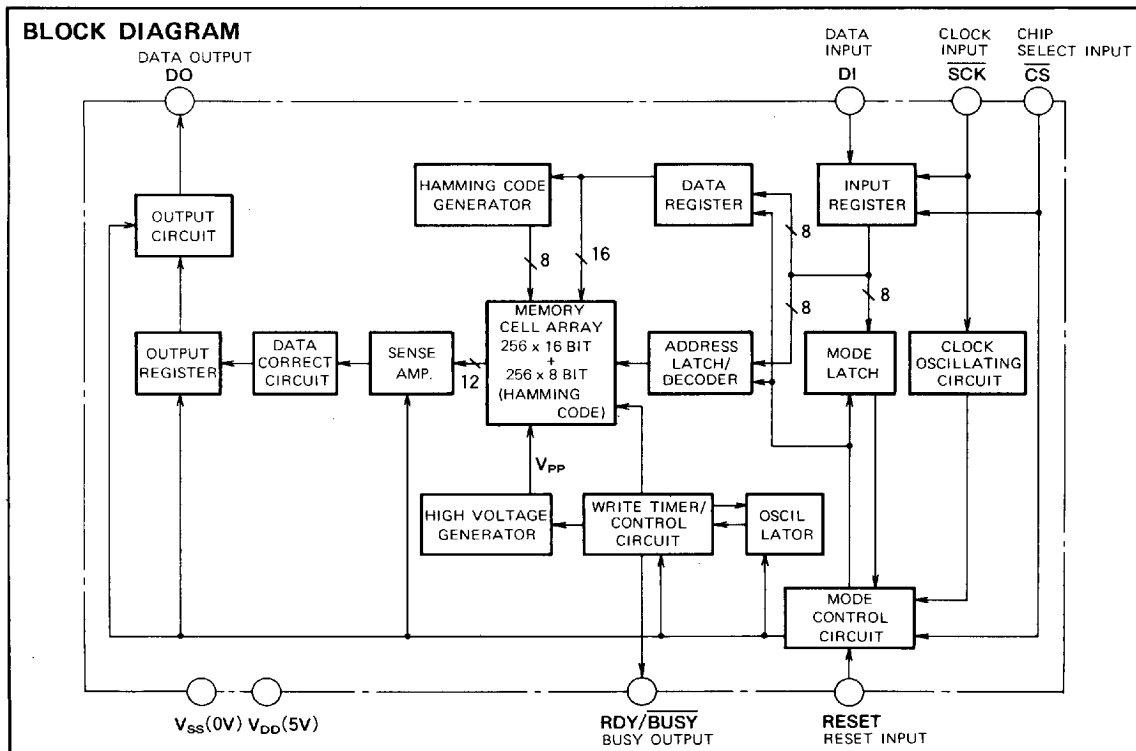 BLOCK DIAGRAM
DATA OUTPUT
DO
DATA
INPUT
DI
CLOCK
INPUT
SCK
CHIP
SELECT INPUT
CS
HAMMING CODE
GENERATOR
DATA
REGISTER
INPUT
REGISTER
OUTPUT
CIRCUIT
8
16
8
8
8
OUTPUT
REGISTER
DATA
CORRECT
CIRCUIT
SENSE
AMP.
12
MEMORY
CELL ARRAY
256 x 16 BIT
+
256 x 8 BIT
(HAMMING
CODE)
ADDRESS
LATCH/
DECODER
MODE
LATCH
CLOCK
OSCILLATING
CIRCUIT
VPP
HIGH VOLTAGE
GENERATOR
WRITE TIMER/
CONTROL
CIRCUIT
OSCIL
LATOR
MODE
CONTROL
CIRCUIT
VSS(0V) VDD(5V)
RDY/BUSY
BUSY OUTPUT
RESET
RESET INPUT